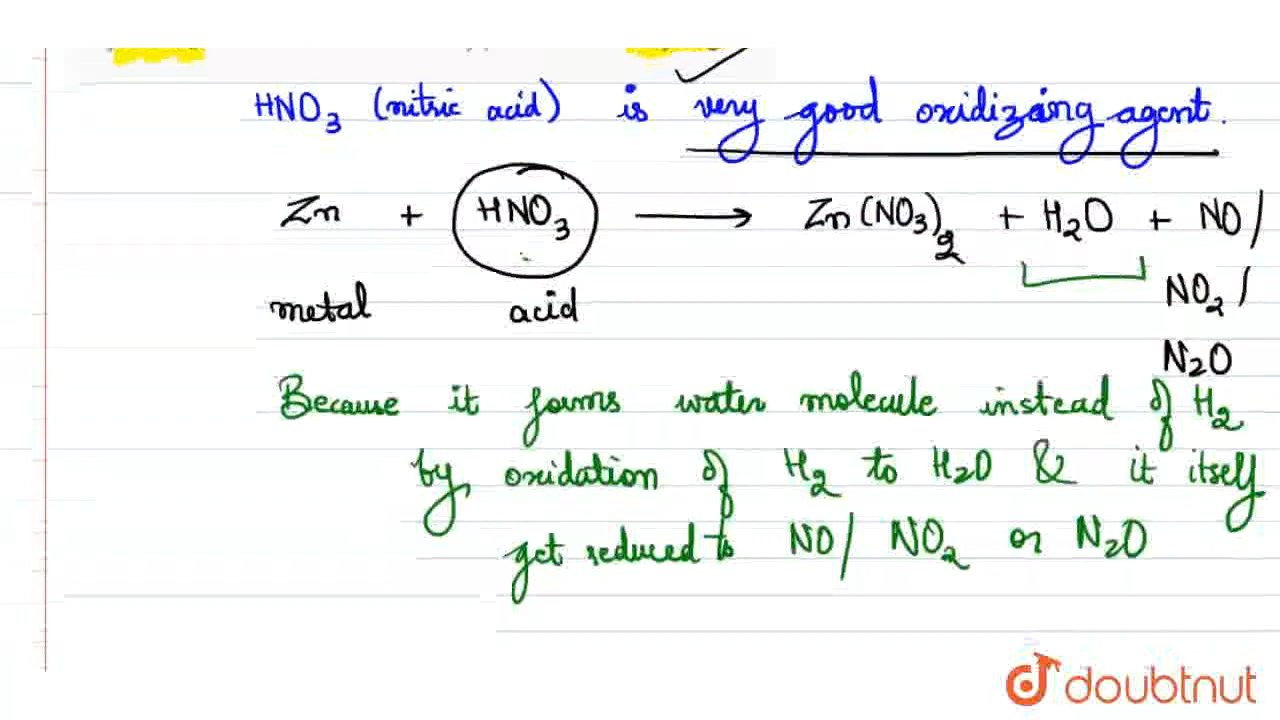 HNO₃ (nitric acid) is very good oxidizing agent.
Zn + HNO₃ ⟶ Zn(NO₃)₂ + H₂O + NO/
NO₂/
metal acid
N₂O
Because it forms water molecule instead of H₂
by oxidation of H₂ to H₂O & it itself
get reduced to NO/ NO₂ or N₂O
doubtnut